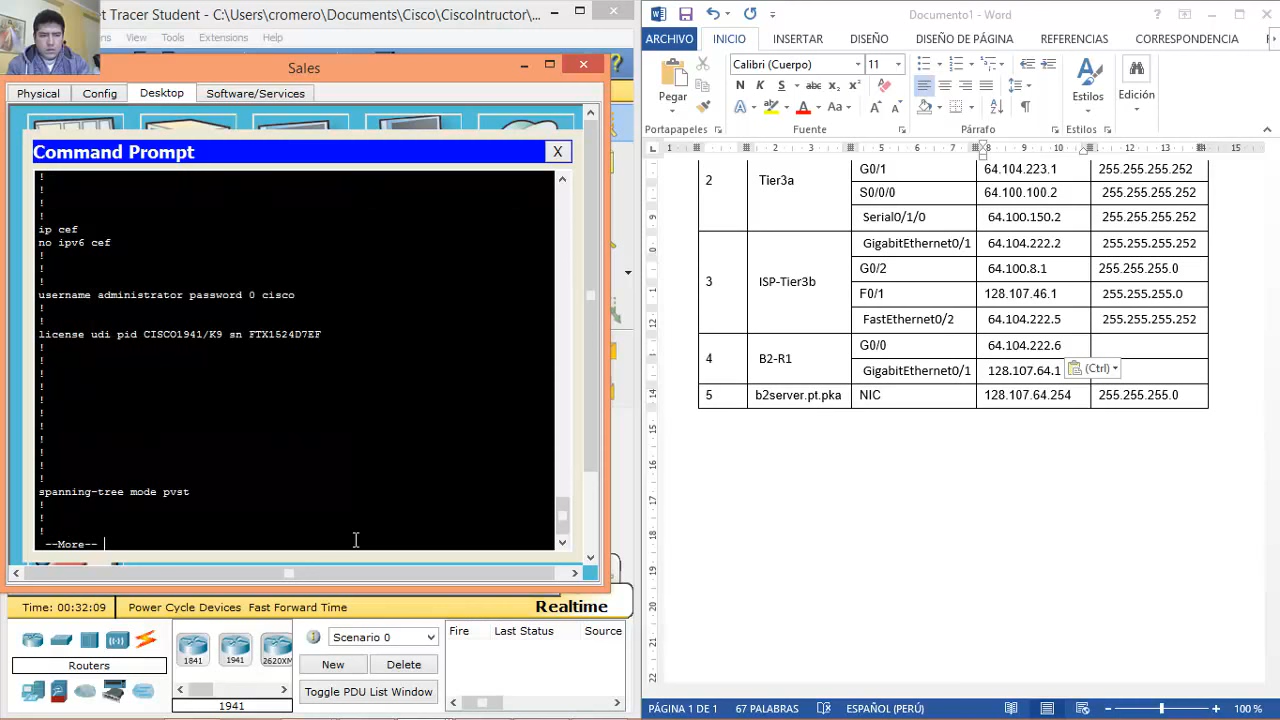 t Tracer Student - C:\Users\cromero\Documents\Cispo\CiscoIntructor\...
Tools Extensions Help
Sales
Physical Config Desktop Software/Services
Command Prompt X
!
!
!
!
ip cef
no ipv6 cef
!
!
!
username administrator password 0 cisco
!
!
license udi pid CISCO1941/K9 sn FTX1524D7EF
!
!
!
!
!
!
!
!
!
!
!
spanning-tree mode pvst
!
!
!
--More--
Time: 00:32:09 Power Cycle Devices Fast Forward Time Realtime
Routers
1841 1941 2620XM
1941
Scenario 0
New Delete
Toggle PDU List Window
Fire Last Status Source
Documento1 - Word
ARCHIVO INICIO INSERTAR DISEÑO DISEÑO DE PÁGINA REFERENCIAS CORRESPONDENCIA
Calibri (Cuerpo) 11
Pegar
N K S abc
Estilos Edición
Portapapeles Fuente Párrafo Estilos
2 Tier3a G0/1 64.104.223.1 255.255.255.252
S0/0/0 64.100.100.2 255.255.255.252
Serial0/1/0 64.100.150.2 255.255.255.252
3 ISP-Tier3b GigabitEthernet0/1 64.104.222.2 255.255.255.252
G0/2 64.100.8.1 255.255.255.0
F0/1 128.107.46.1 255.255.255.0
FastEthernet0/2 64.104.222.5 255.255.255.252
4 B2-R1 G0/0 64.104.222.6
GigabitEthernet0/1 128.107.64.1 (Ctrl)
5 b2server.pt.pka NIC 128.107.64.254 255.255.255.0
PÁGINA 1 DE 1 67 PALABRAS ESPAÑOL (PERÚ) 100 %